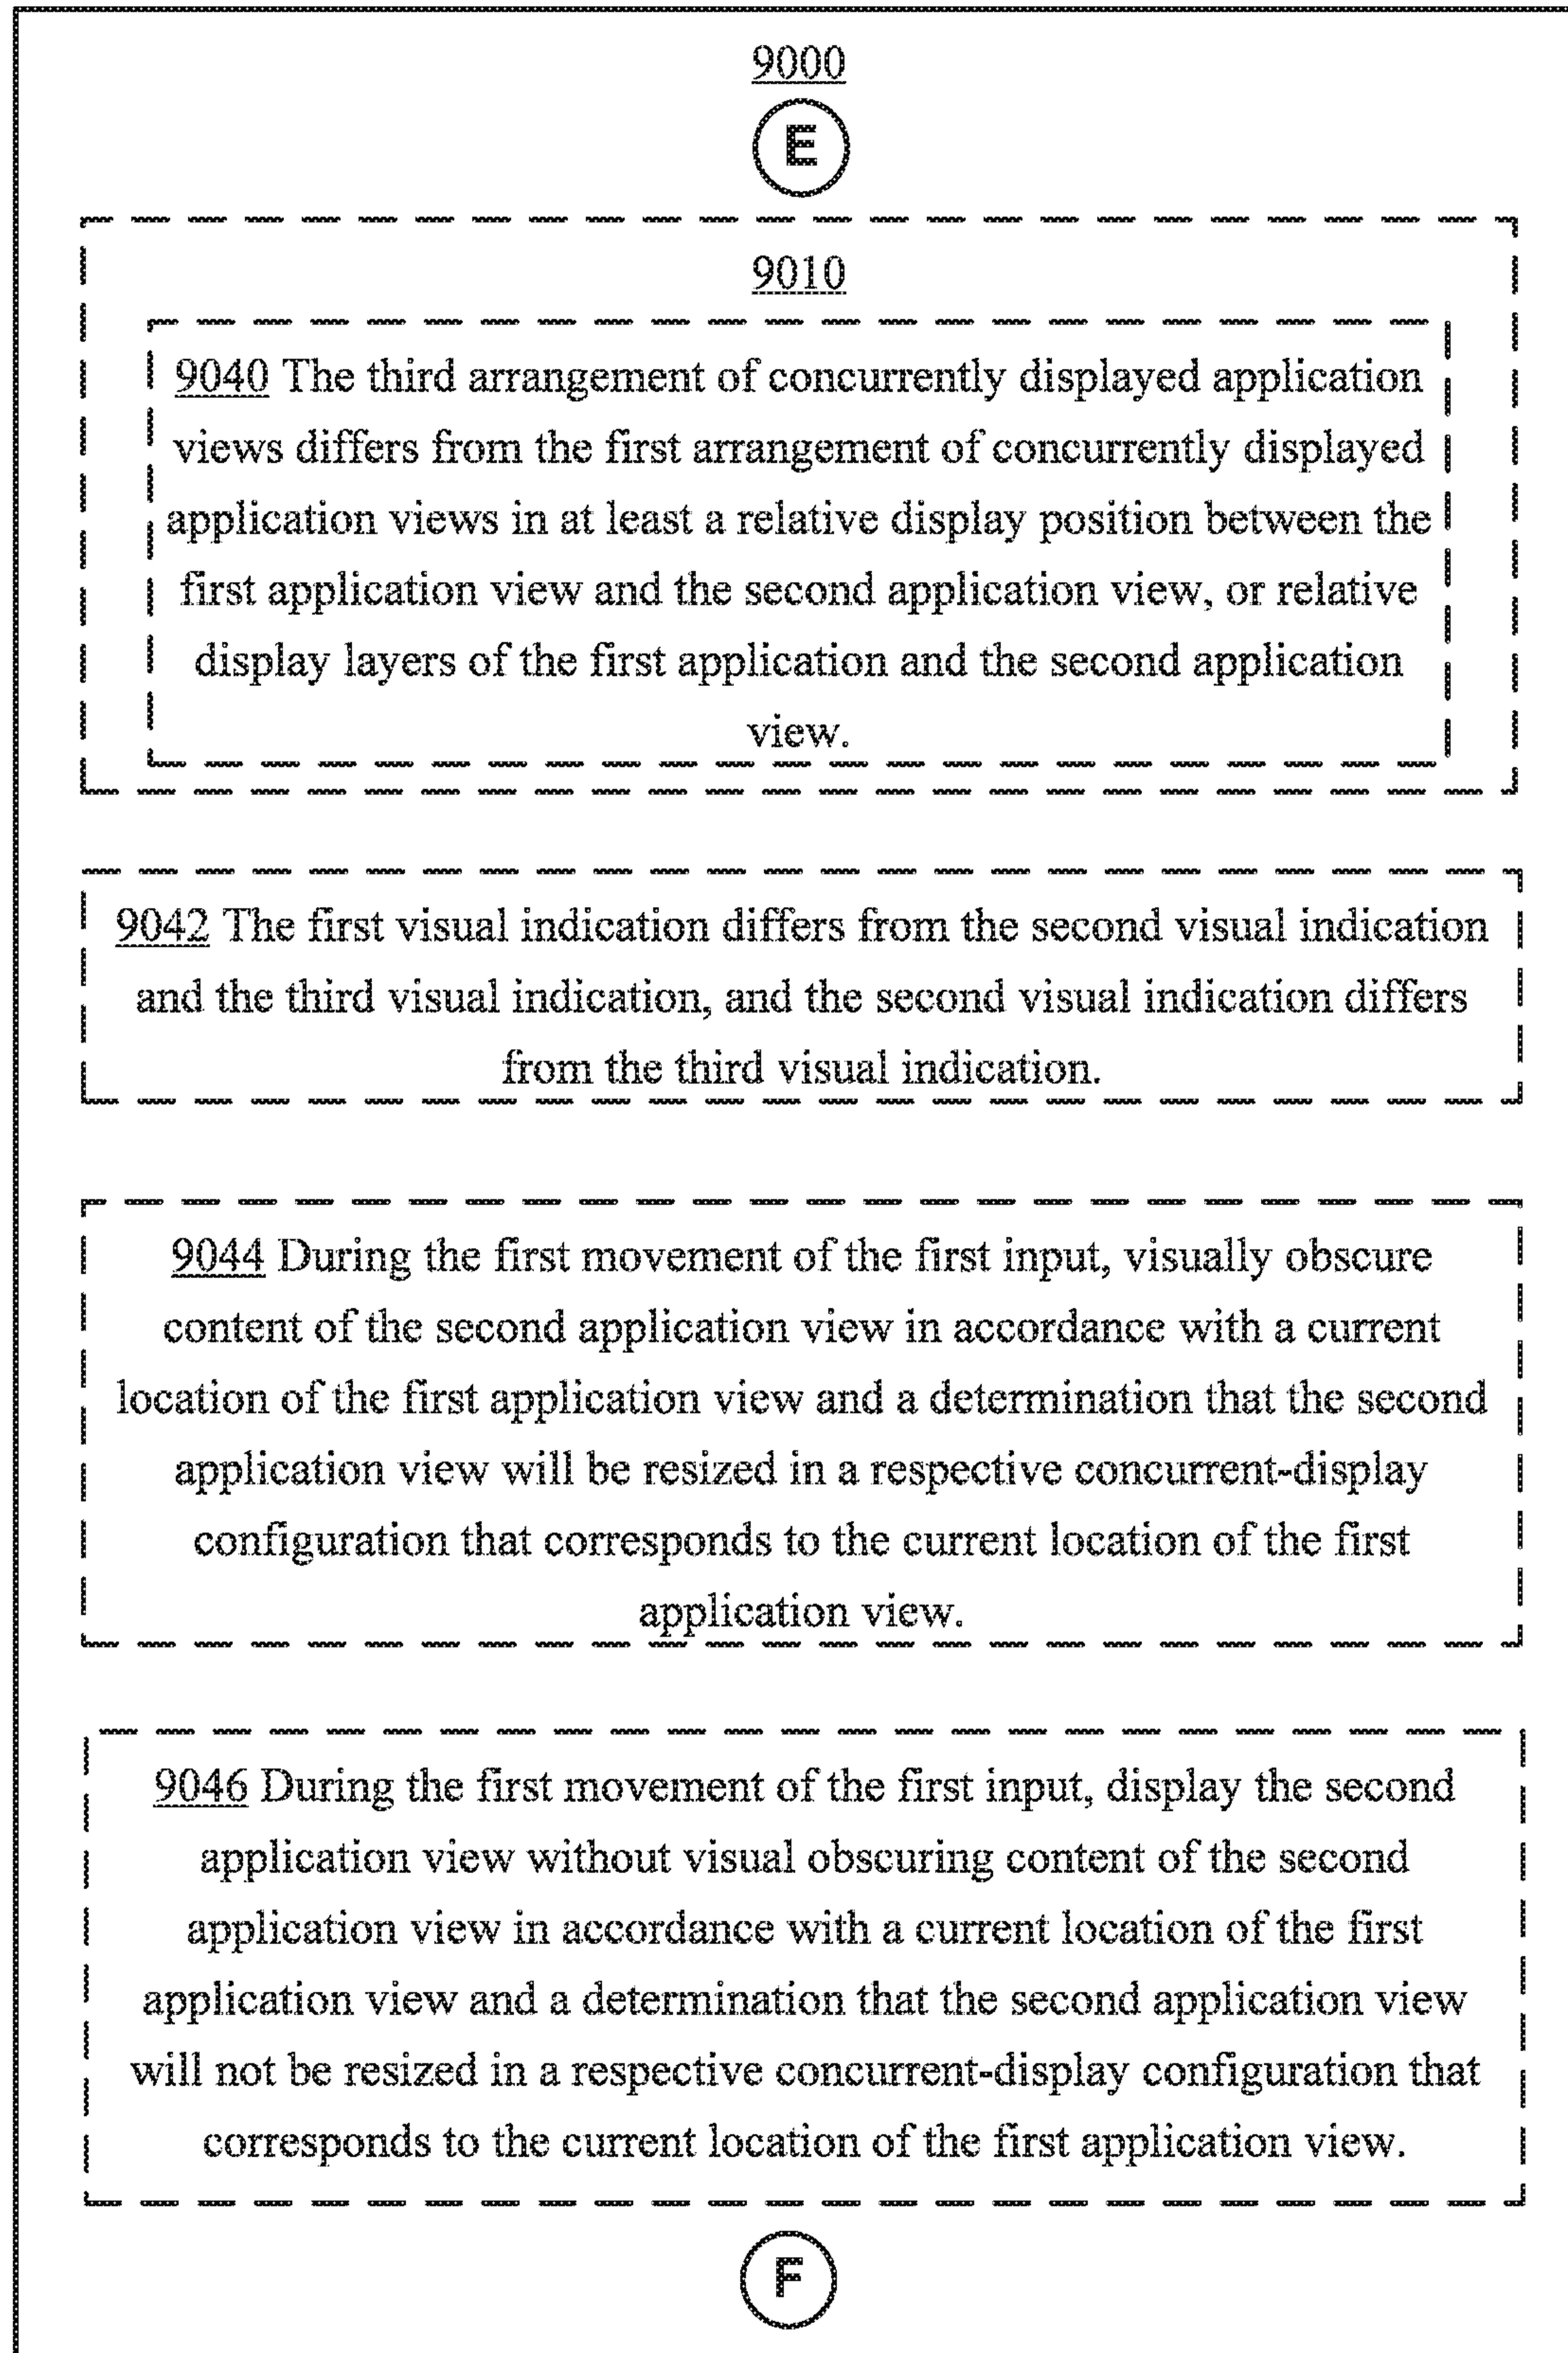 9000
E
9010
9040 The third arrangement of concurrently displayed application
views differs from the first arrangement of concurrently displayed
application views in at least a relative display position between the
first application view and the second application view, or relative
display layers of the first application and the second application
view.
9042 The first visual indication differs from the second visual indication
and the third visual indication, and the second visual indication differs
from the third visual indication.
9044 During the first movement of the first input, visually obscure
content of the second application view in accordance with a current
location of the first application view and a determination that the second
application view will be resized in a respective concurrent-display
configuration that corresponds to the current location of the first
application view.
9046 During the first movement of the first input, display the second
application view without visual obscuring content of the second
application view in accordance with a current location of the first
application view and a determination that the second application view
will not be resized in a respective concurrent-display configuration that
corresponds to the current location of the first application view.
F